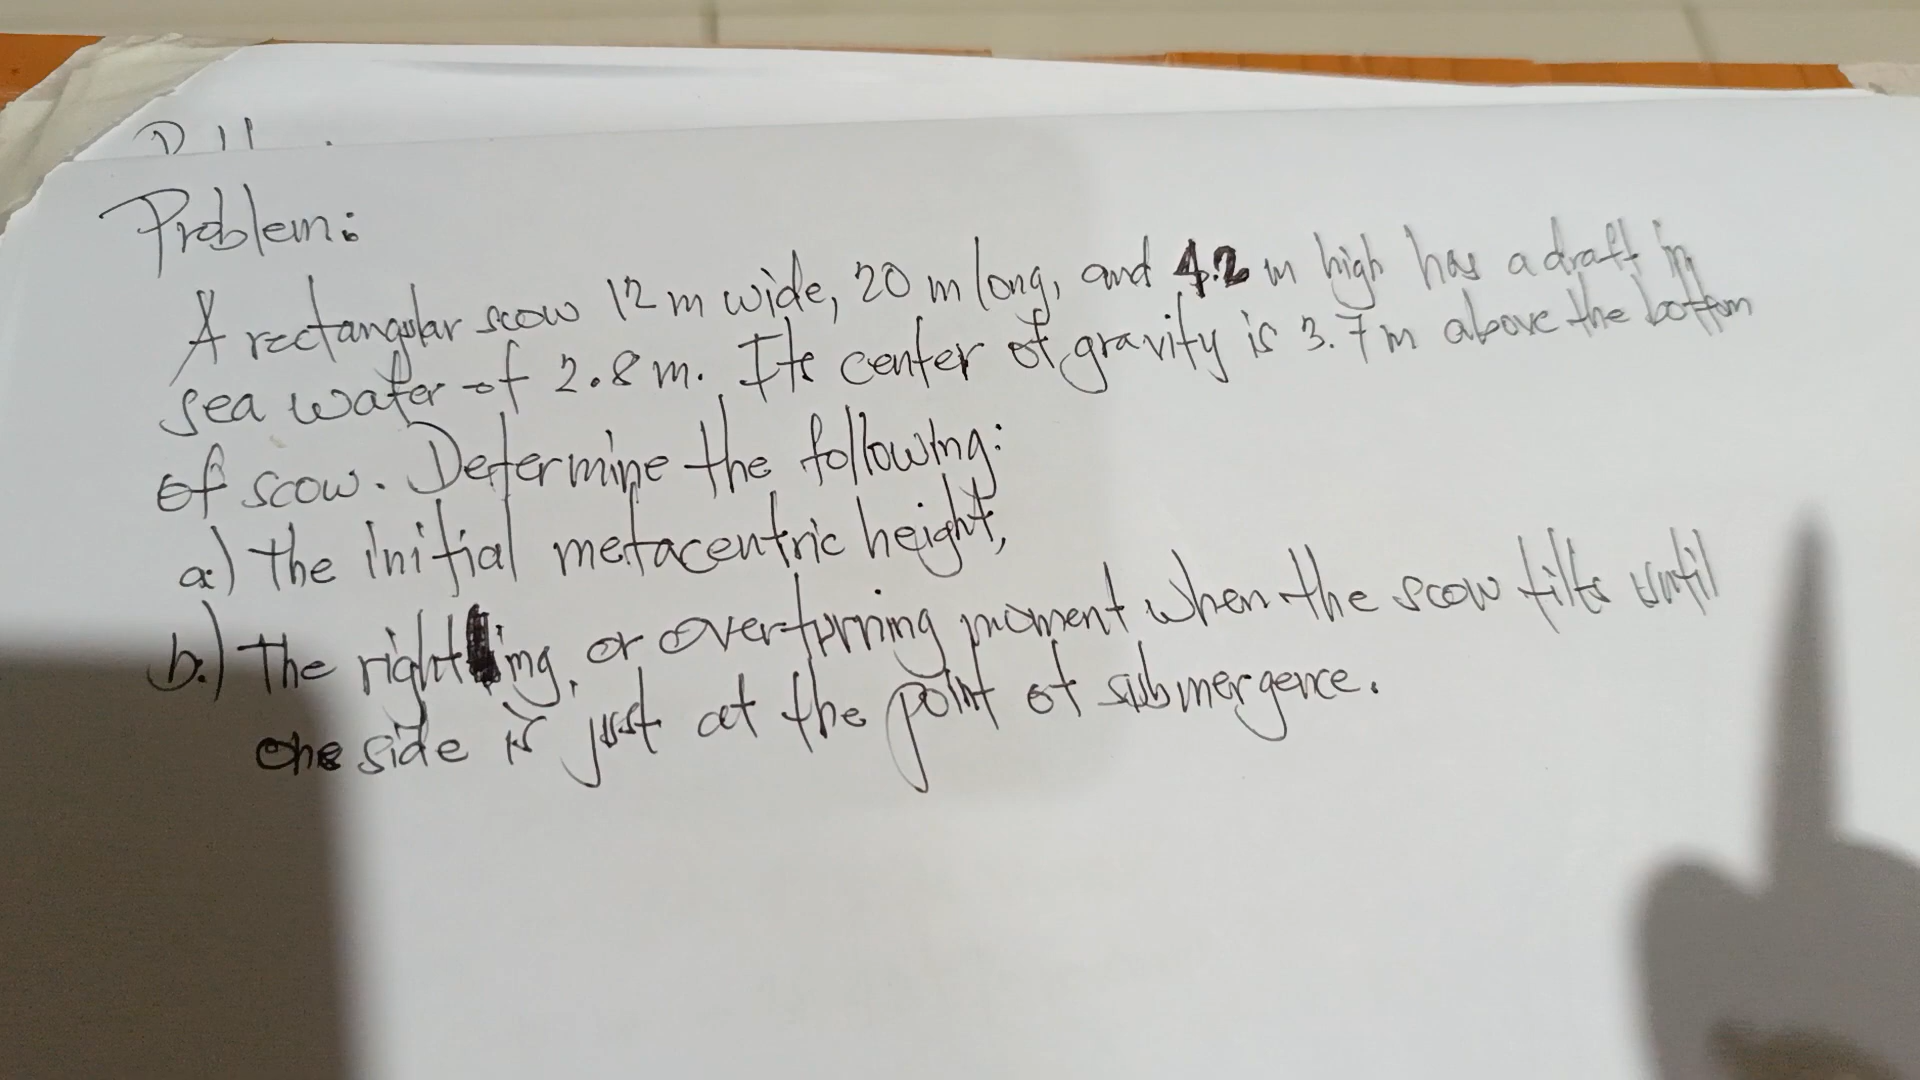 Problem:
A rectangular scow 12 m wide, 20 m long, and 4.2 m high has a draft in
sea water of 2.8 m. Its center of gravity is 3.7 m above the bottom
of scow. Determine the following:
a.) the initial metacentric height,
b.) The righting, or overturning moment when the scow tilts until
one side is just at the point of submergence.